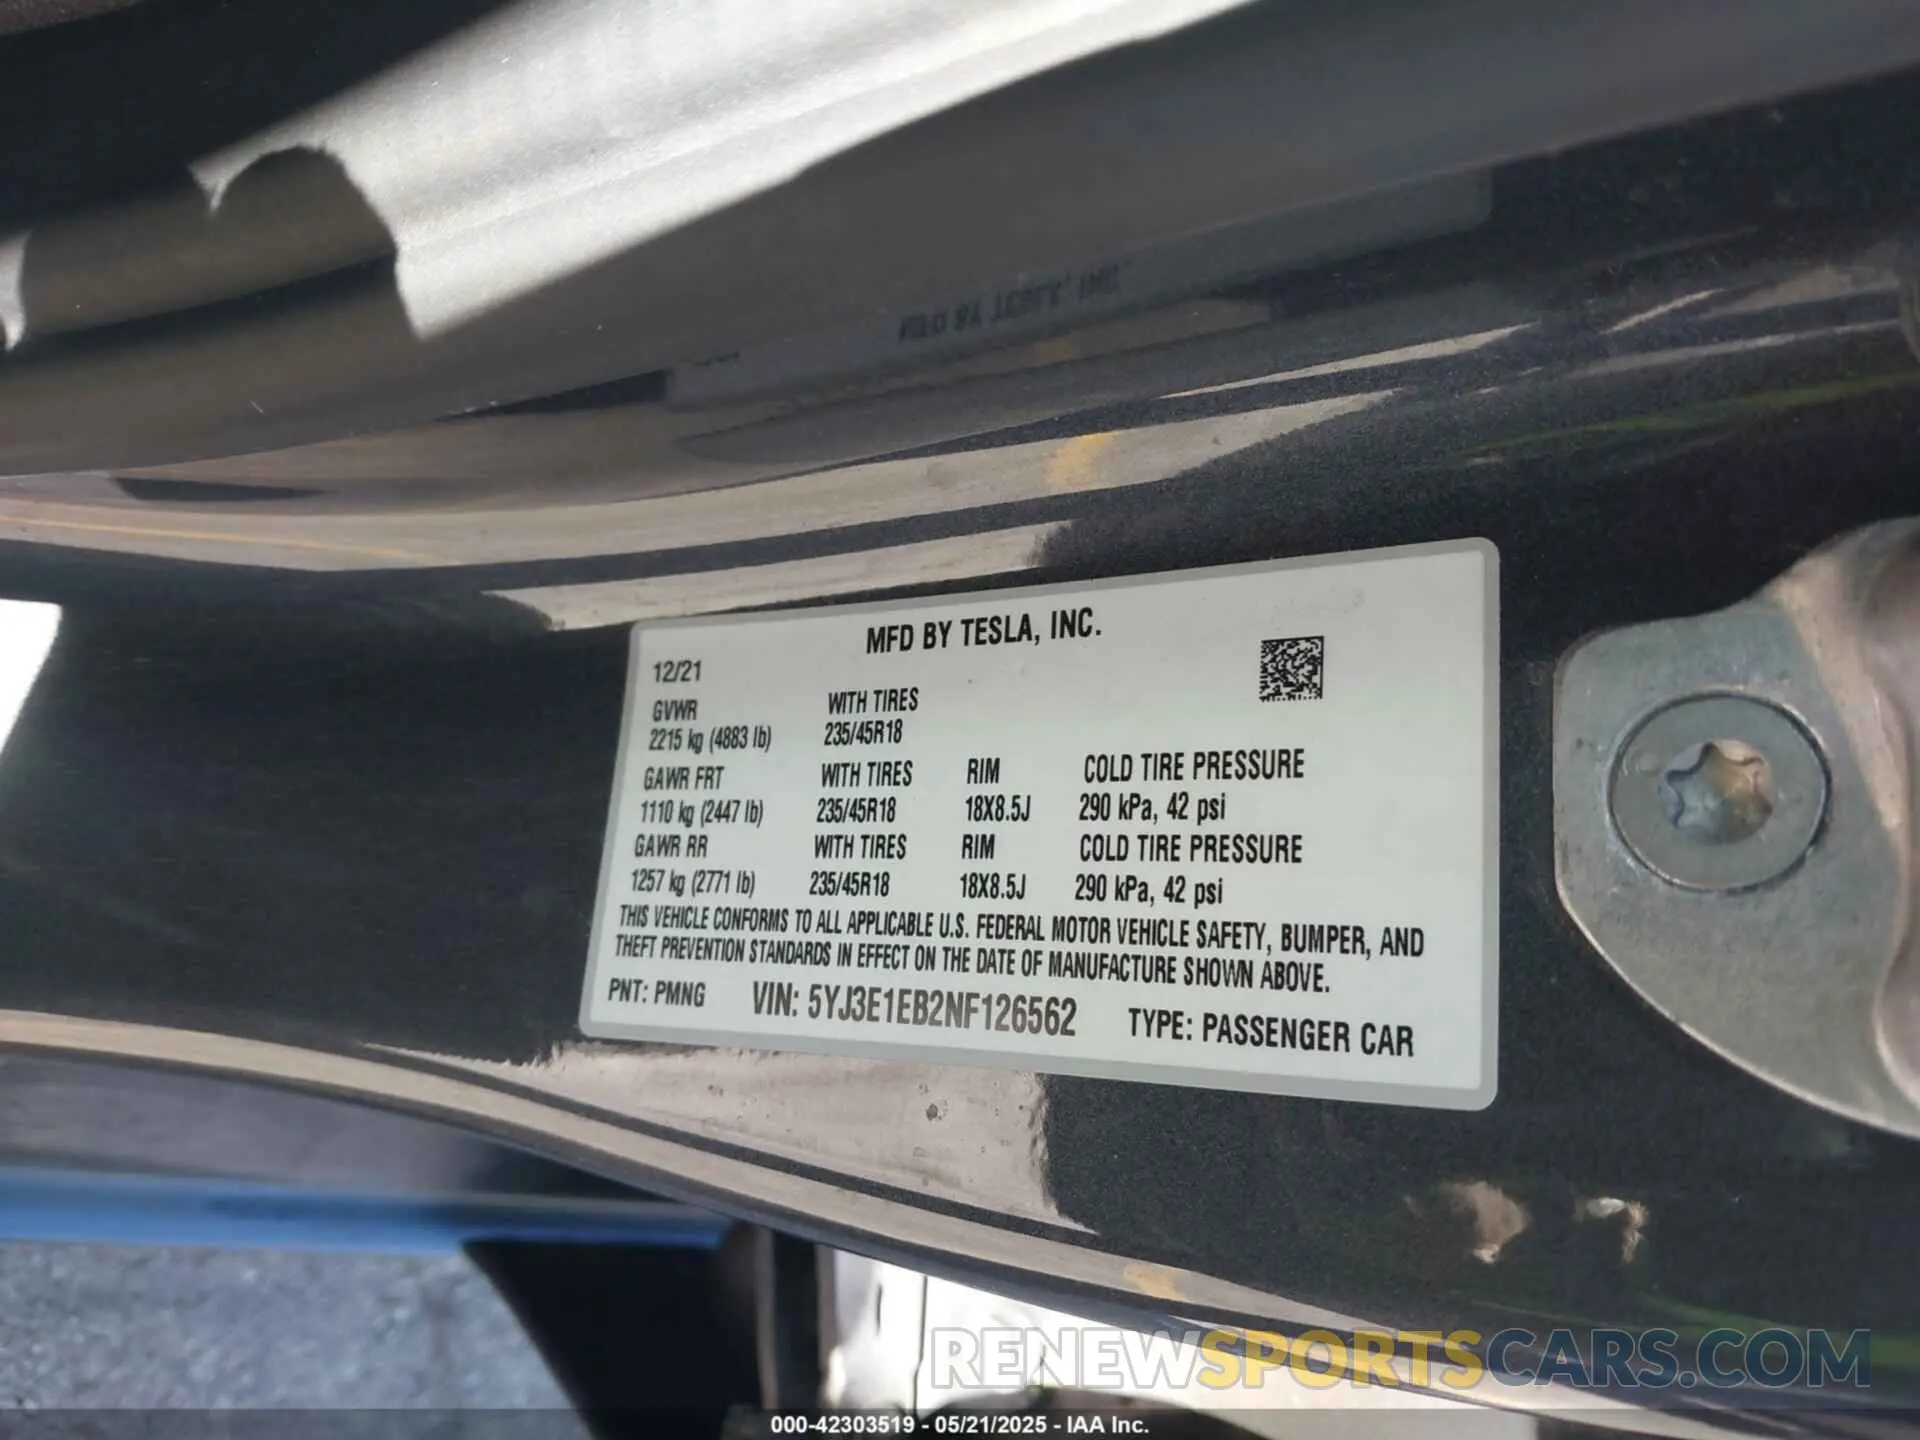 MFD BY TESLA, INC.
12/21
GVWR WITH TIRES
2215 kg (4883 lb) 235/45R18
GAWR FRT WITH TIRES RIM COLD TIRE PRESSURE
1110 kg (2447 lb) 235/45R18 18X8.5J 290 kPa, 42 psi
GAWR RR WITH TIRES RIM COLD TIRE PRESSURE
1257 kg (2771 lb) 235/45R18 18X8.5J 290 kPa, 42 psi
THIS VEHICLE CONFORMS TO ALL APPLICABLE U.S. FEDERAL MOTOR VEHICLE SAFETY, BUMPER, AND
THEFT PREVENTION STANDARDS IN EFFECT ON THE DATE OF MANUFACTURE SHOWN ABOVE.
PNT: PMNG VIN: 5YJ3E1EB2NF126562 TYPE: PASSENGER CAR
RENEWSPORTSCARS.COM
000-42303519 - 05/21/2025 - IAA Inc.